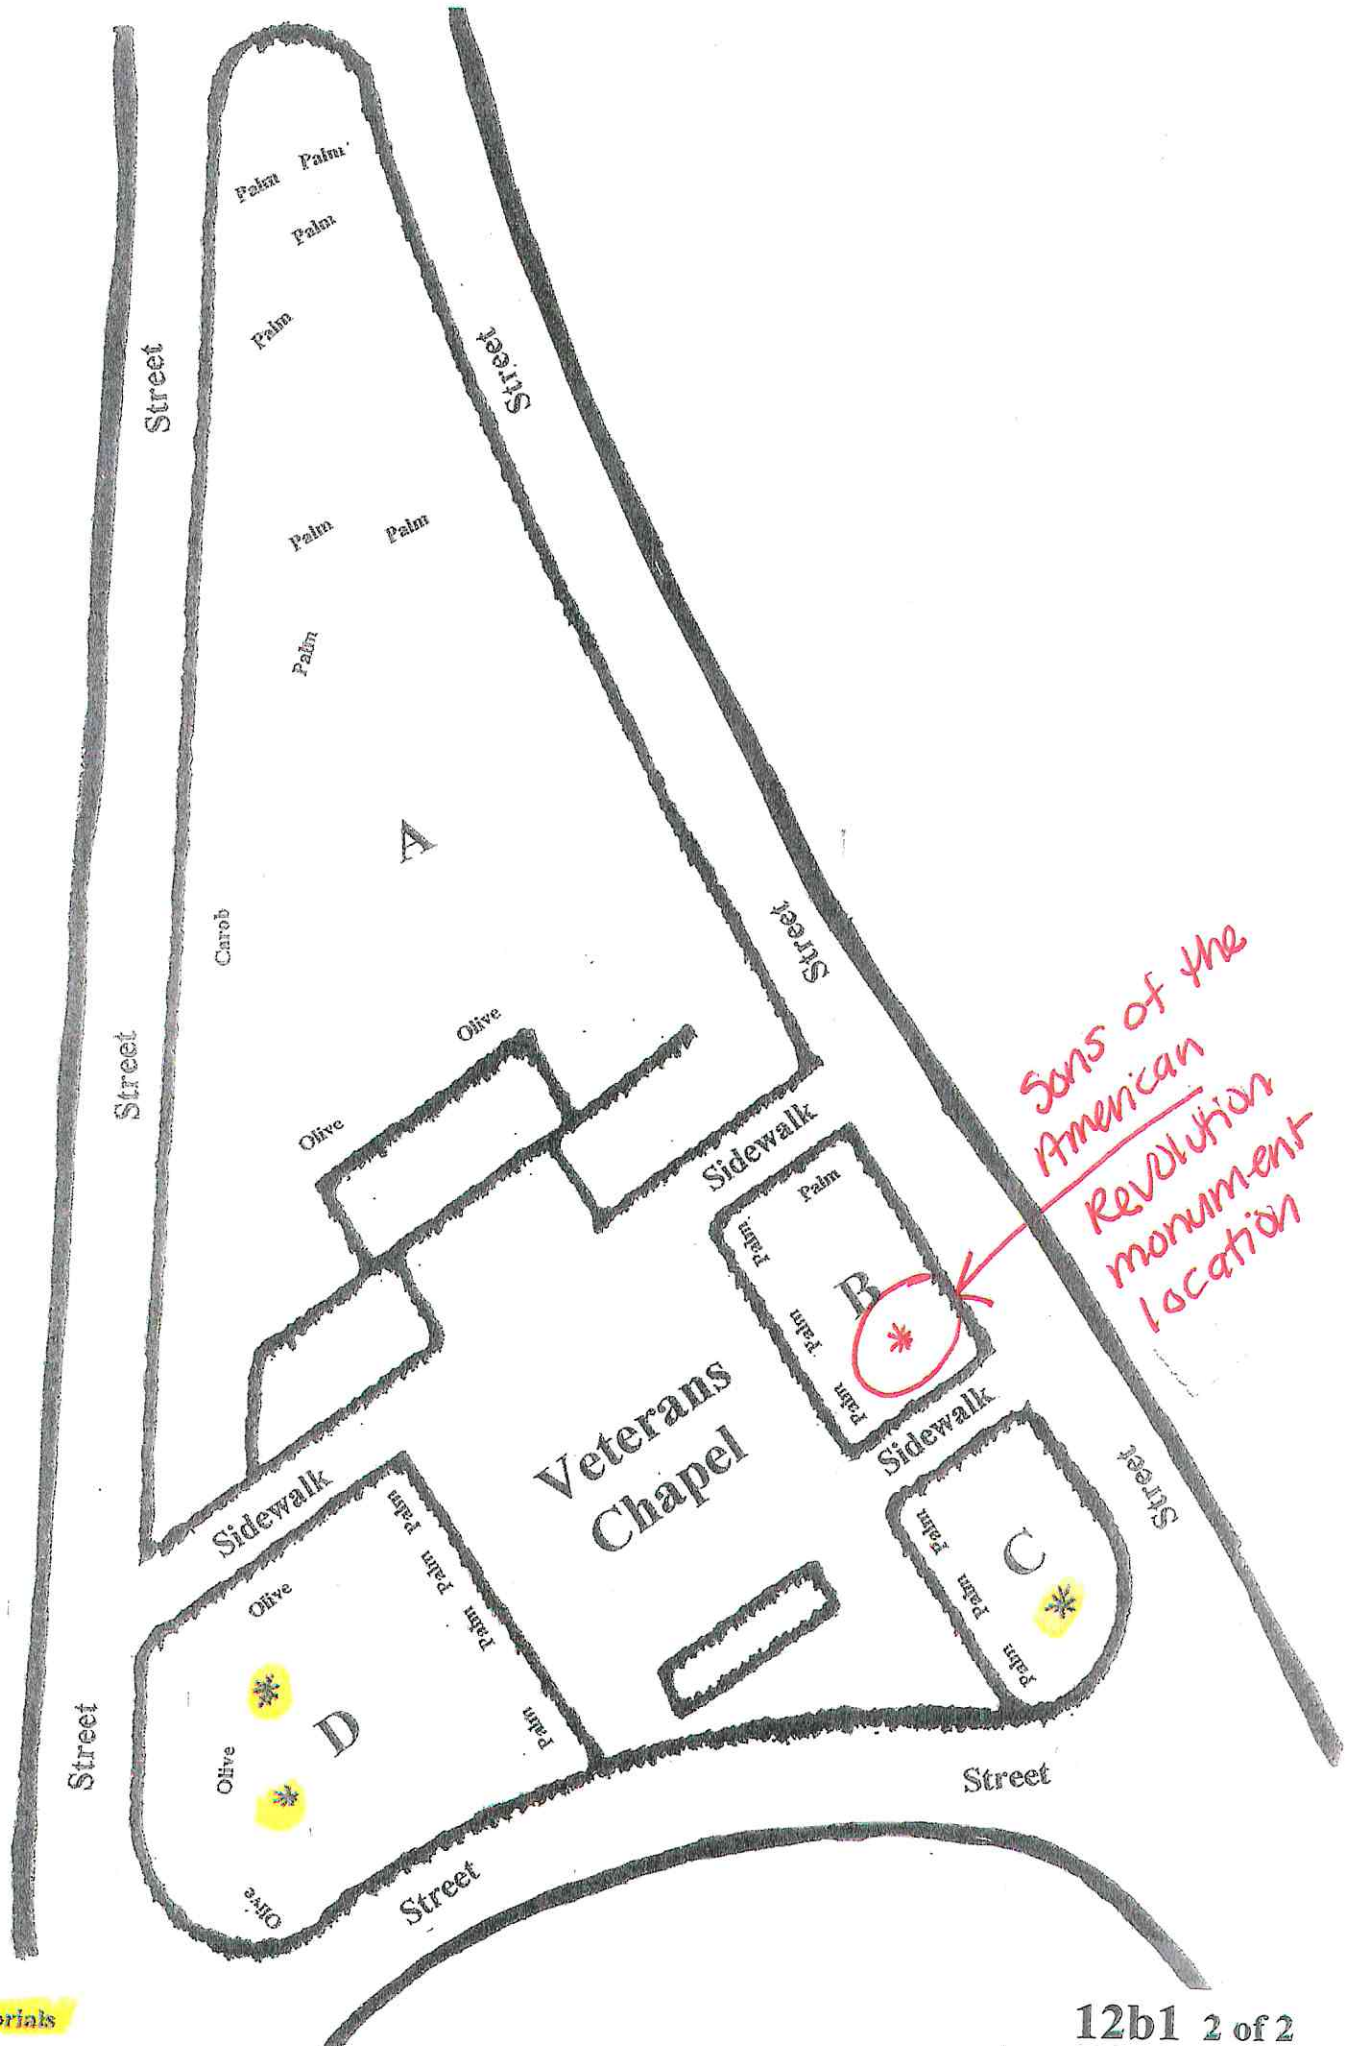 Palm Palm
Palm
Palm
Street
Street
Palm Palm
Palm
A
Carob
Street
Olive
Street
Olive
Sons of the
American
Revolution
monument
location
Sidewalk
Palm
Palm
B
Palm
Palm
Veterans
Chapel
Sidewalk
Sidewalk
Palm
Palm
Palm
Palm
Olive
Palm
Palm
Palm
C
*
*
*
Street
D
Olive
*
Street
Street
Street
Olive
12b1 2 of 2